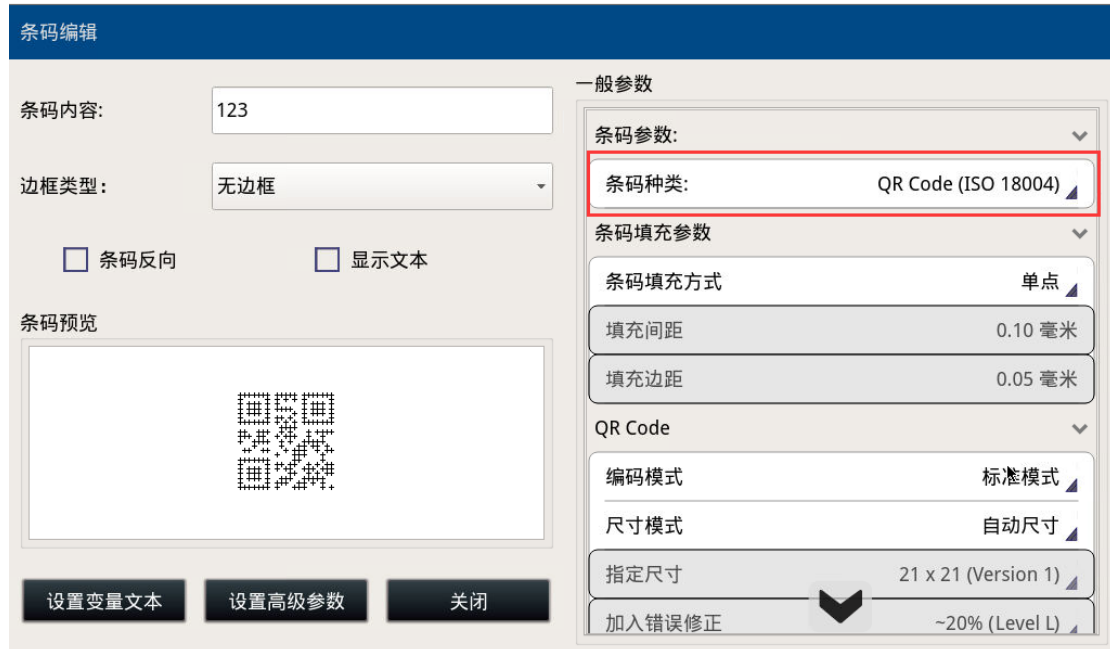 条码编辑
条码内容:
123
边框类型:
无边框
条码反向
显示文本
条码预览
设置变量文本
设置高级参数
关闭
一般参数
条码参数:
条码种类:
QR Code (ISO 18004)
条码填充参数
条码填充方式
单点
填充间距
0.10 毫米
填充边距
0.05 毫米
QR Code
编码模式
标准模式
尺寸模式
自动尺寸
指定尺寸
21 x 21 (Version 1)
加入错误修正
~20% (Level L)